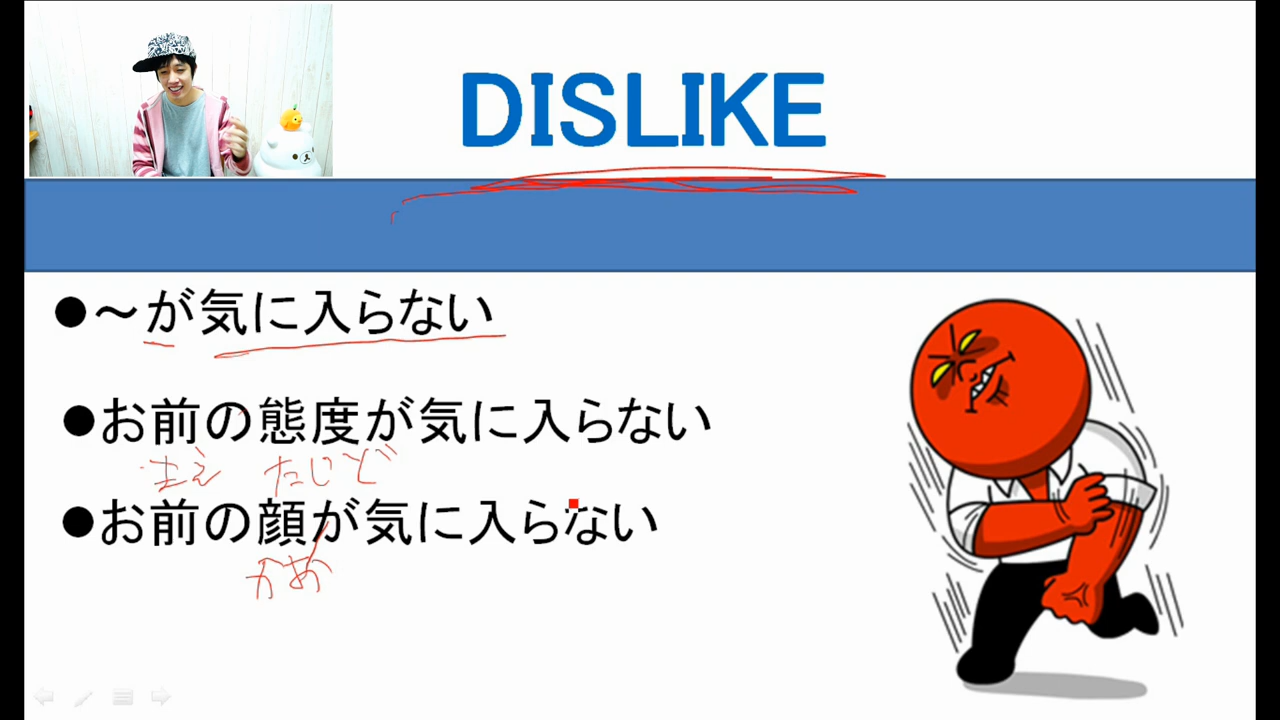 DISLIKE
●～が気に入らない
●お前の態度が気に入らない
まえ たいど
●お前の顔が気に入らない
かお